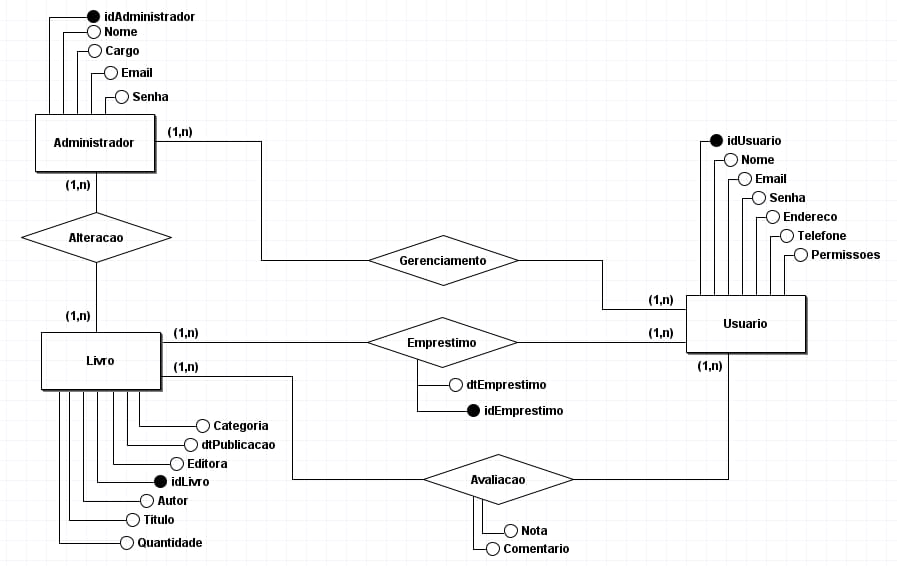 idAdministrador
Nome
Cargo
Email
Senha
Administrador
(1,n)
(1,n)
Alteracao
(1,n)
Gerenciamento
(1,n)
idUsuario
Nome
Email
Senha
Endereco
Telefone
Permissoes
Usuario
(1,n)
(1,n)
Emprestimo
dtEmprestimo
idEmprestimo
Livro
(1,n)
(1,n)
Categoria
dtPublicacao
Editora
idLivro
Autor
Titulo
Quantidade
Avaliacao
Nota
Comentario